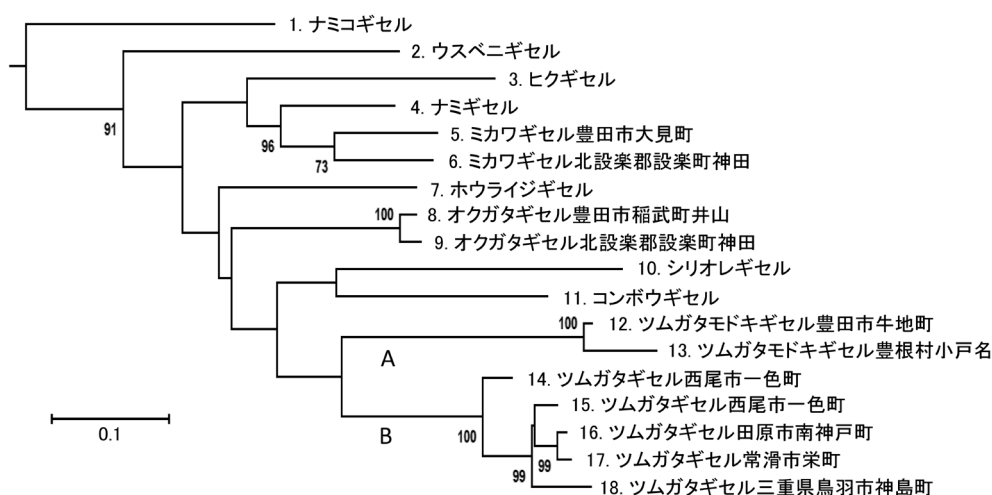 1. ナミコギセル
2. ウスベニギセル
3. ヒクギセル
4. ナミギセル
91
5. ミカワギセル豊田市大見町
96
6. ミカワギセル北設楽郡設楽町神田
73
7. ホウライジギセル
100
8. オクガタギセル豊田市稲武町井山
9. オクガタギセル北設楽郡設楽町神田
10. シリオレギセル
11. コンボウギセル
100
12. ツムガタモドキギセル豊田市牛地町
13. ツムガタモドキギセル豊根村小戸名
A
14. ツムガタギセル西尾市一色町
15. ツムガタギセル西尾市一色町
0.1
B
100
16. ツムガタギセル田原市南神戸町
17. ツムガタギセル常滑市栄町
99
99
18. ツムガタギセル三重県鳥羽市神島町